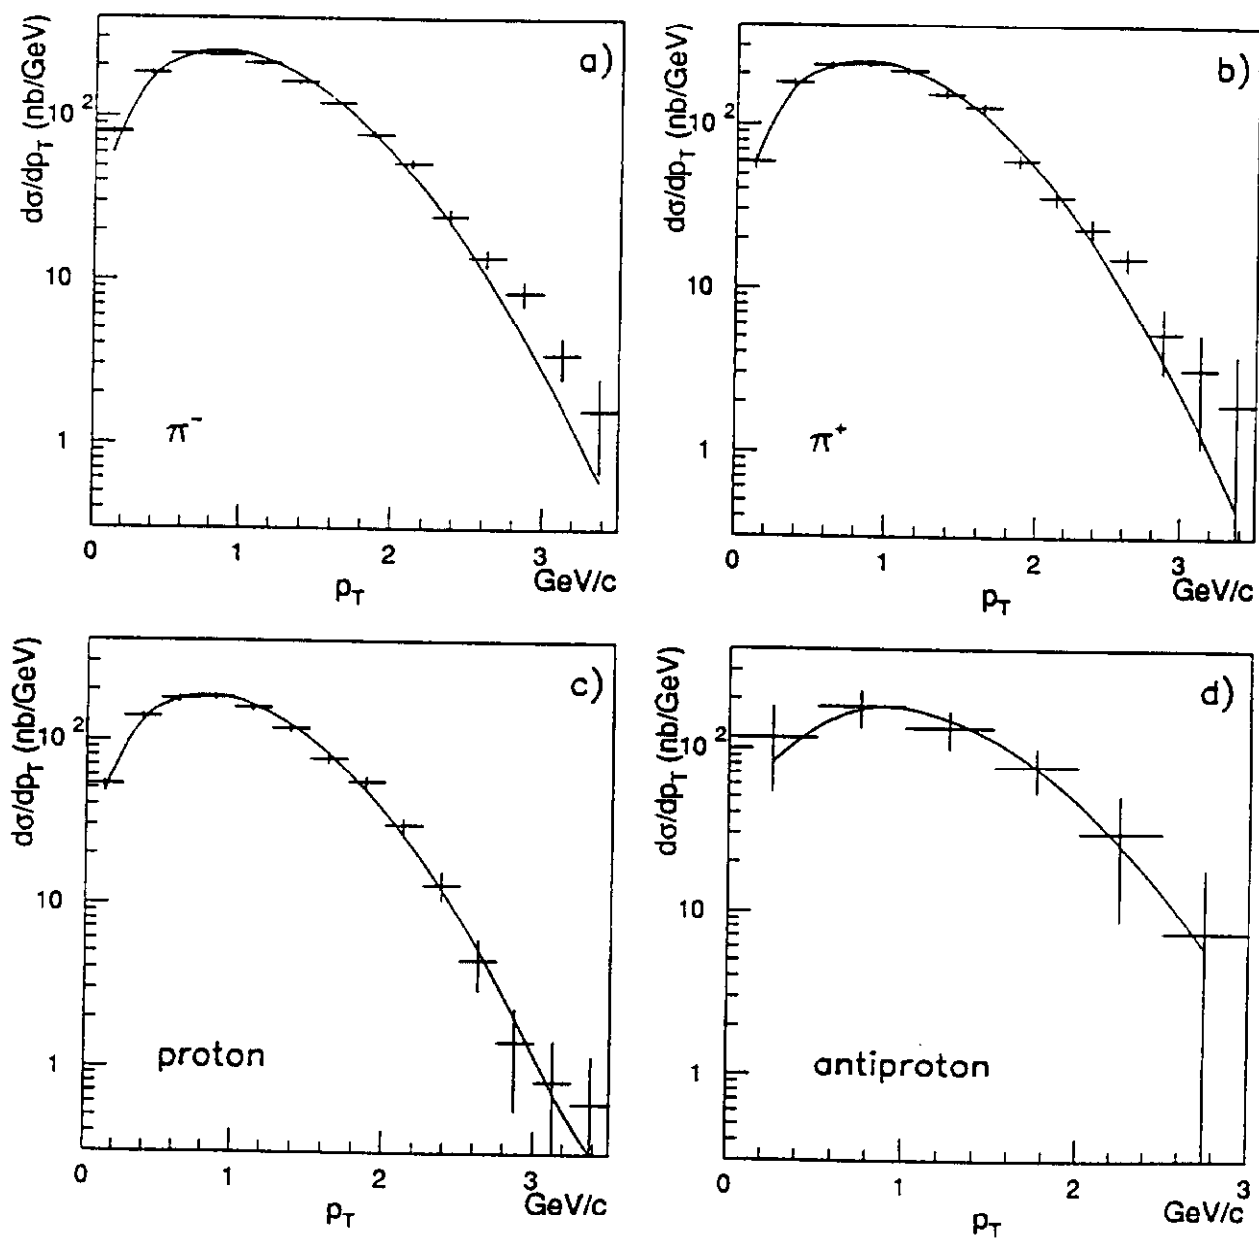 a)
dσ/dp_T (nb/GeV)
10²
10
1
π⁻
0 1 2 3
p_T GeV/c
b)
dσ/dp_T (nb/GeV)
10²
10
1
π⁺
0 1 2 3
p_T GeV/c
c)
dσ/dp_T (nb/GeV)
10²
10
1
proton
0 1 2 3
p_T GeV/c
d)
dσ/dp_T (nb/GeV)
10²
10
1
antiproton
0 1 2 3
p_T GeV/c